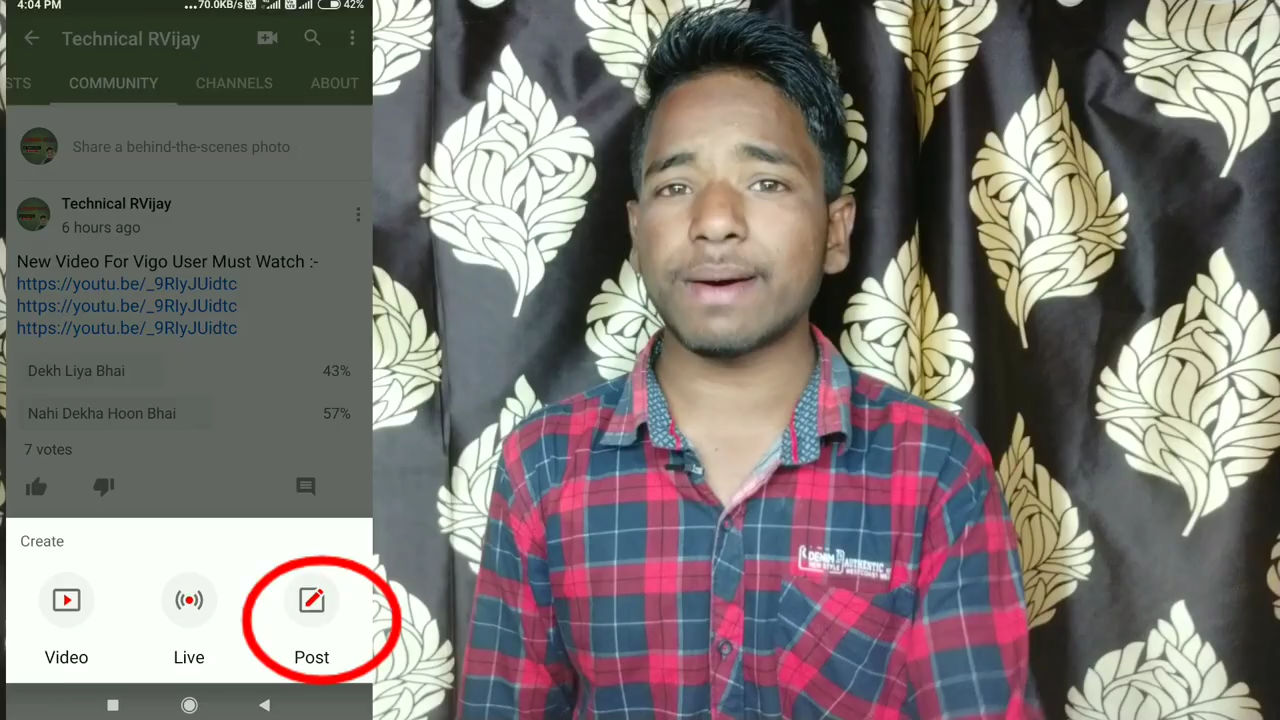 4:04 PM
...70.0KB/s
42%
Technical RVijay
STS
COMMUNITY
CHANNELS
ABOUT
Share a behind-the-scenes photo
Technical RVijay
6 hours ago
New Video For Vigo User Must Watch :-
https://youtu.be/_9RlyJUidtc
https://youtu.be/_9RlyJUidtc
https://youtu.be/_9RlyJUidtc
Dekh Liya Bhai
43%
Nahi Dekha Hoon Bhai
57%
7 votes
Create
Video
Live
Post
DENIM
NEW STYLE
AUTHENTIC